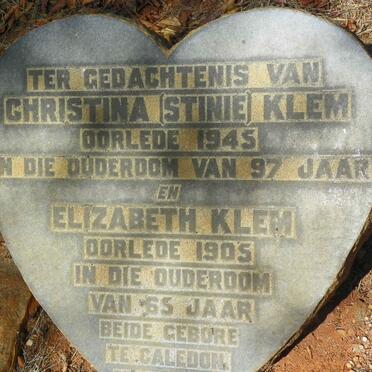 TER GEDACHTENIS VAN
CHRISTINA (STINIE) KLEM
OORLEDE 1945
IN DIE OUDERDOM VAN 97 JAAR
EN
ELIZABETH KLEM
OORLEDE 1905
IN DIE OUDERDOM
VAN 65 JAAR
BEIDE GEBORE
TE CALEDON